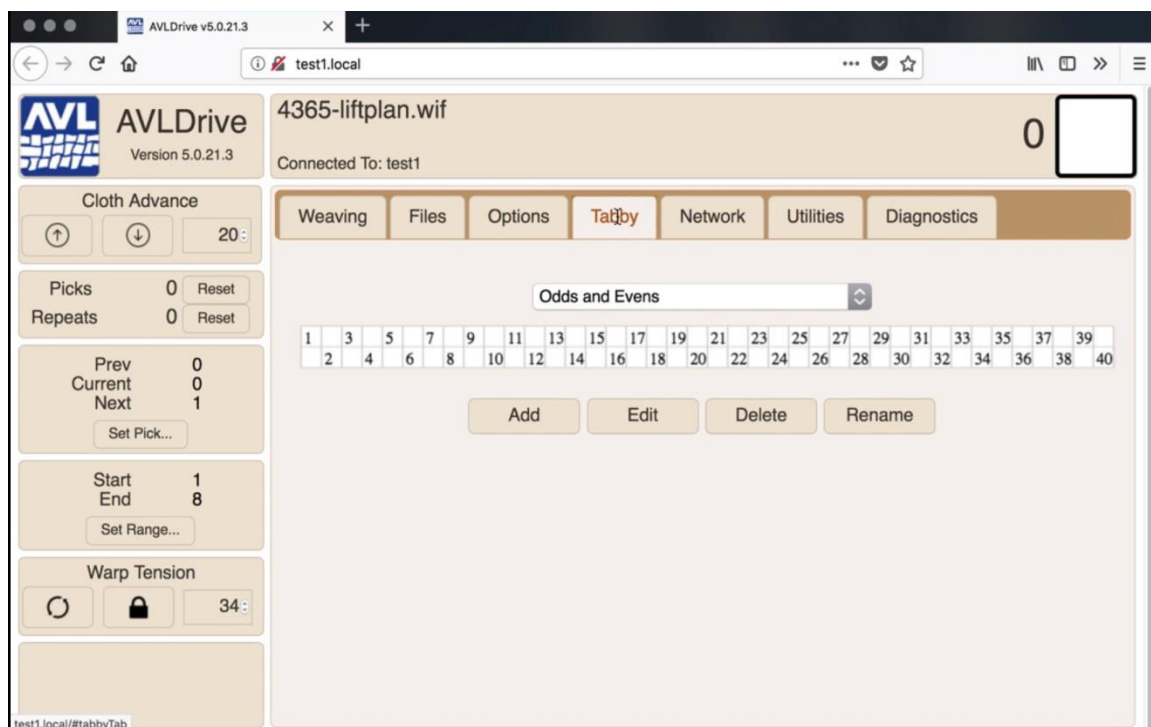 AVLDrive v5.0.21.3
test1.local
AVL
AVLDrive
Version 5.0.21.3
4365-liftplan.wif
Connected To: test1
0
Cloth Advance
20
Picks 0 Reset
Repeats 0 Reset
Prev 0
Current 0
Next 1
Set Pick...
Start 1
End 8
Set Range...
Warp Tension
34
Weaving Files Options Tabby Network Utilities Diagnostics
Odds and Evens
1 3 5 7 9 11 13 15 17 19 21 23 25 27 29 31 33 35 37 39
2 4 6 8 10 12 14 16 18 20 22 24 26 28 30 32 34 36 38 40
Add Edit Delete Rename
test1.local/#tabbyTab